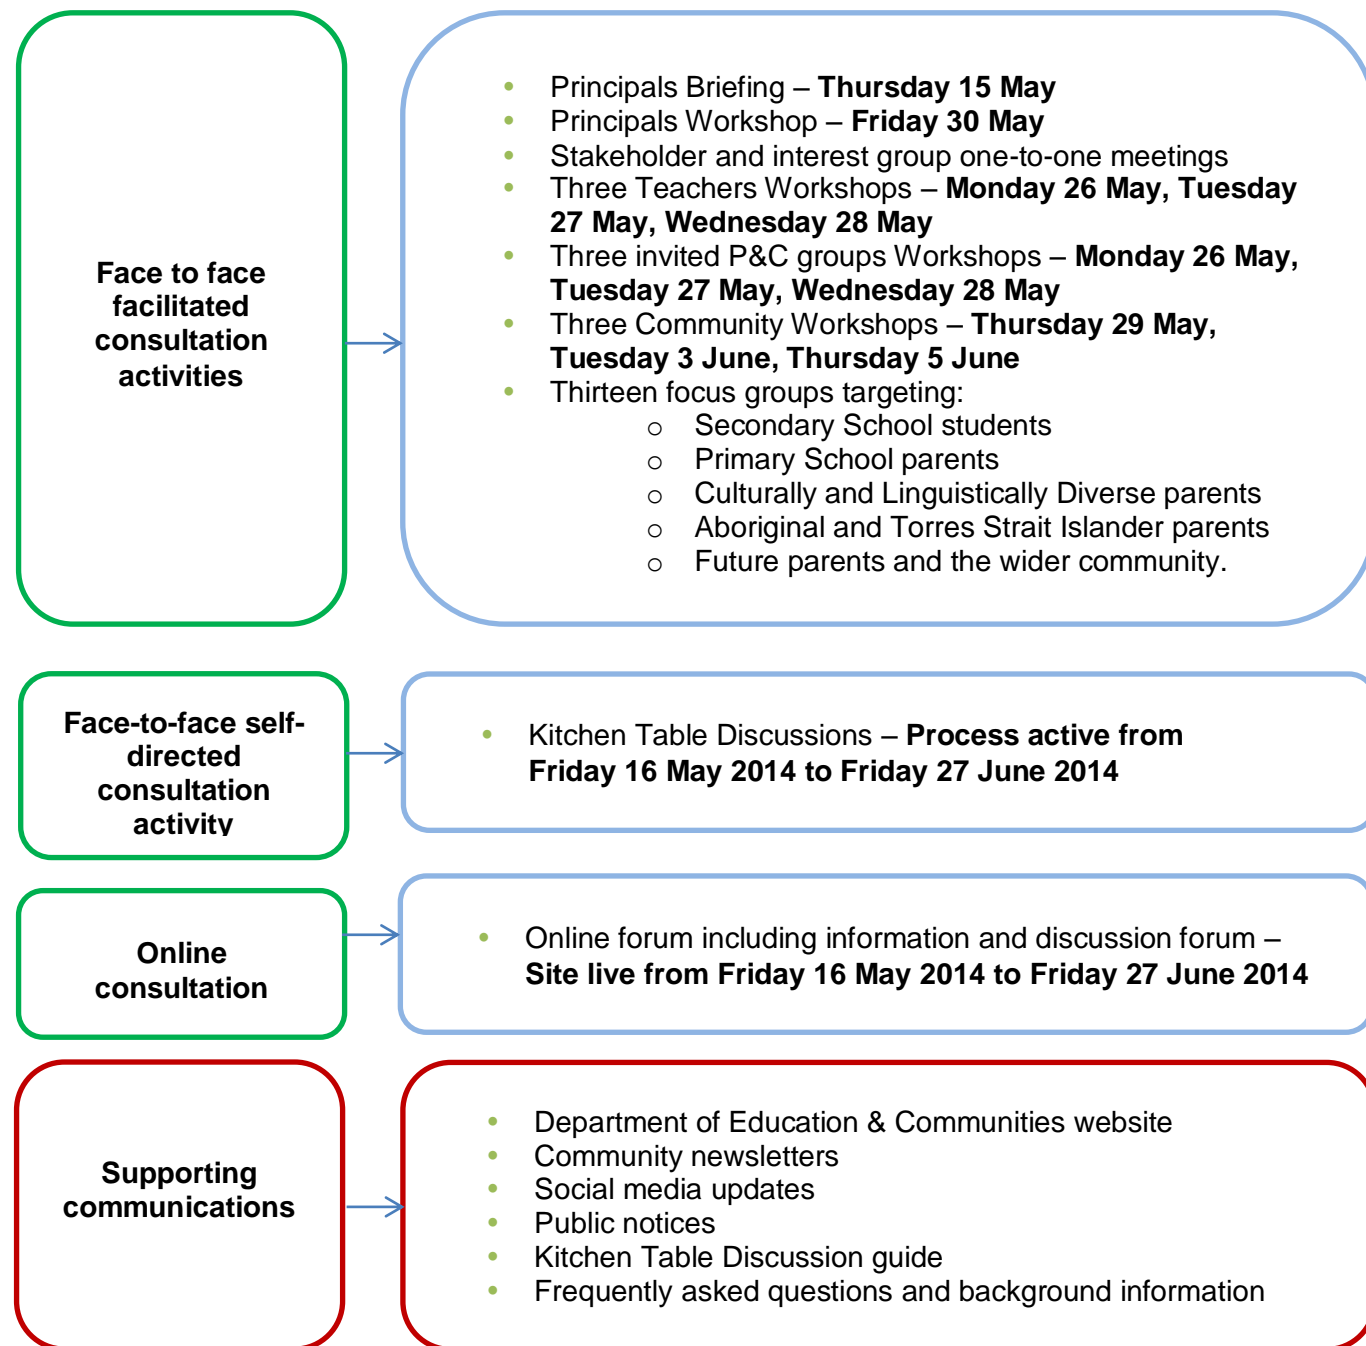 Face to face
facilitated
consultation
activities
• Principals Briefing – Thursday 15 May
• Principals Workshop – Friday 30 May
• Stakeholder and interest group one-to-one meetings
• Three Teachers Workshops – Monday 26 May, Tuesday
27 May, Wednesday 28 May
• Three invited P&C groups Workshops – Monday 26 May,
Tuesday 27 May, Wednesday 28 May
• Three Community Workshops – Thursday 29 May,
Tuesday 3 June, Thursday 5 June
• Thirteen focus groups targeting:
o Secondary School students
o Primary School parents
o Culturally and Linguistically Diverse parents
o Aboriginal and Torres Strait Islander parents
o Future parents and the wider community.
Face-to-face self-
directed
consultation
activity
• Kitchen Table Discussions – Process active from
Friday 16 May 2014 to Friday 27 June 2014
Online
consultation
• Online forum including information and discussion forum –
Site live from Friday 16 May 2014 to Friday 27 June 2014
Supporting
communications
• Department of Education & Communities website
• Community newsletters
• Social media updates
• Public notices
• Kitchen Table Discussion guide
• Frequently asked questions and background information